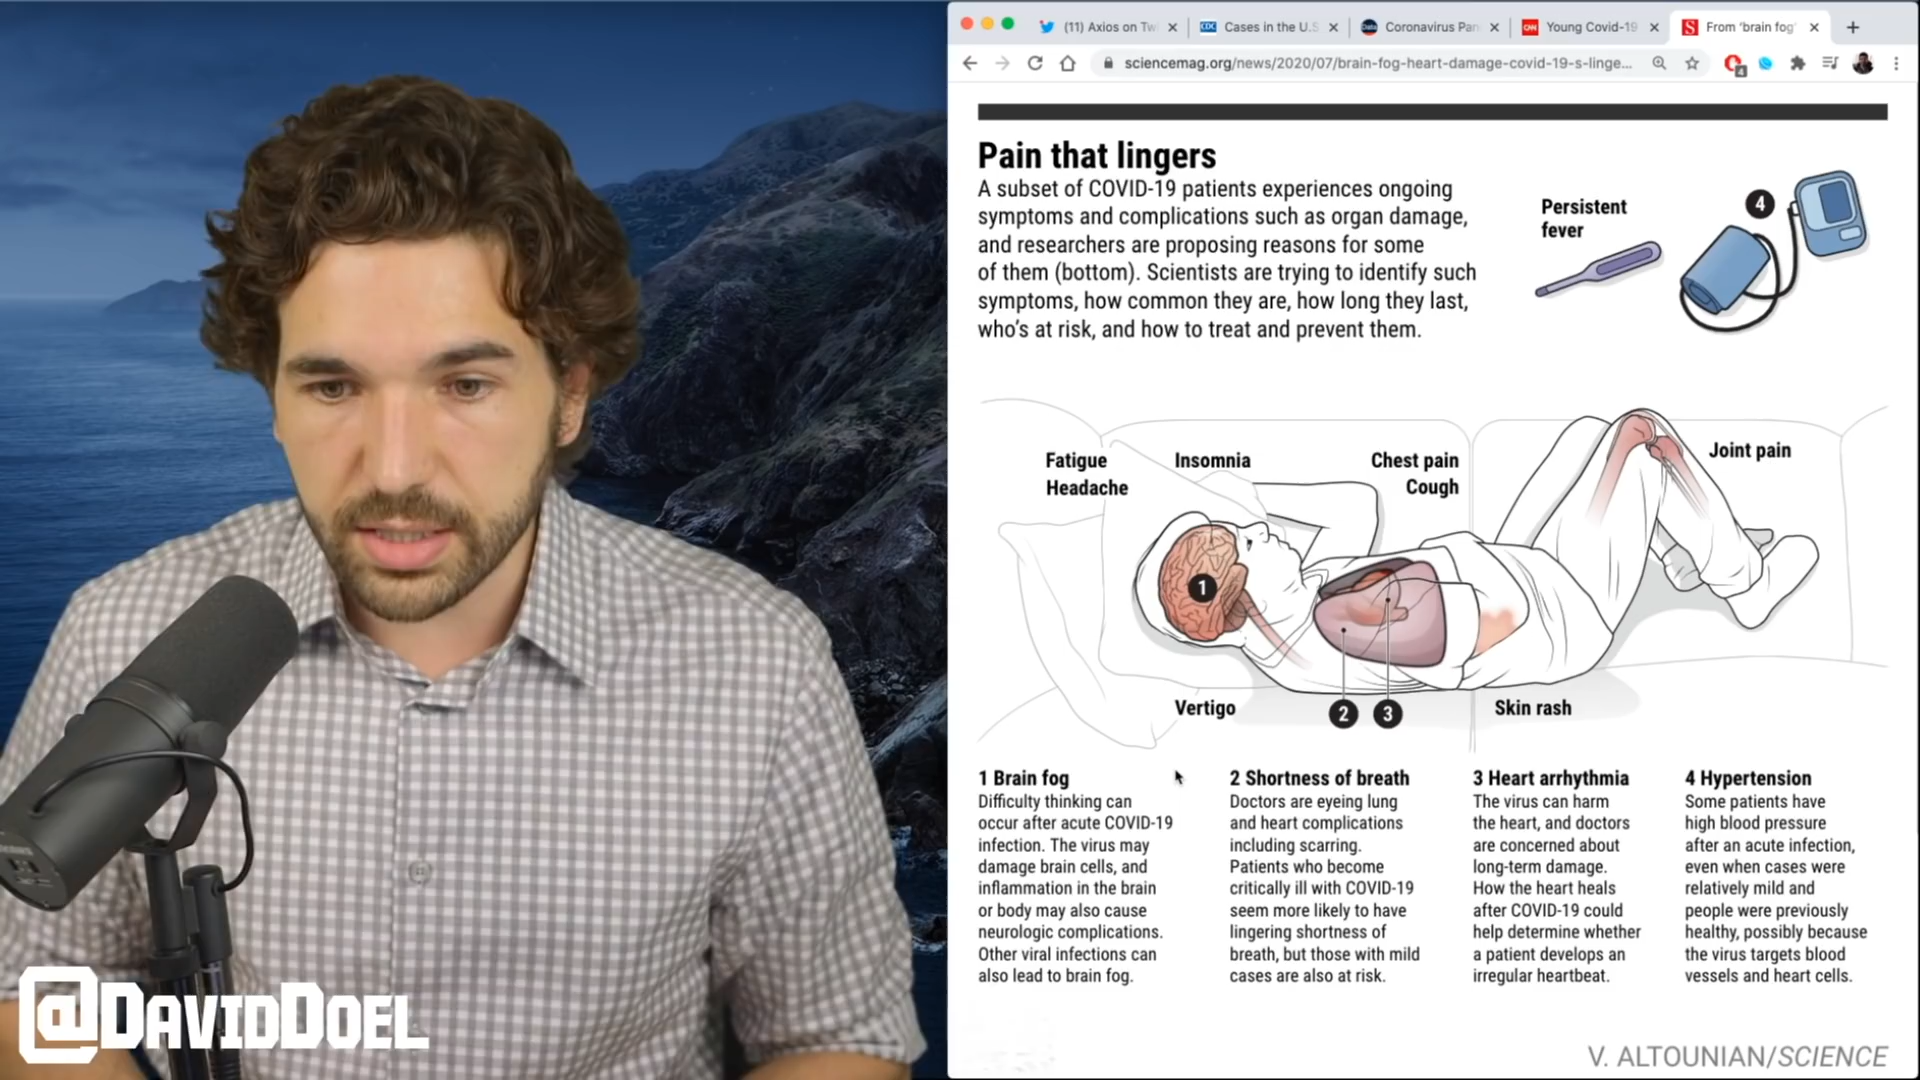 (11) Axios on Tw
Cases in the U.S
Coronavirus Pan
Young Covid-19
From 'brain fog'
sciencemag.org/news/2020/07/brain-fog-heart-damage-covid-19-s-linge...
4
Pain that lingers
A subset of COVID-19 patients experiences ongoing
symptoms and complications such as organ damage,
and researchers are proposing reasons for some
of them (bottom). Scientists are trying to identify such
symptoms, how common they are, how long they last,
who's at risk, and how to treat and prevent them.
Persistent
fever
4
Fatigue
Headache
Insomnia
Chest pain
Cough
Joint pain
1
Vertigo
2
3
Skin rash
1 Brain fog
Difficulty thinking can
occur after acute COVID-19
infection. The virus may
damage brain cells, and
inflammation in the brain
or body may also cause
neurologic complications.
Other viral infections can
also lead to brain fog.
2 Shortness of breath
Doctors are eyeing lung
and heart complications
including scarring.
Patients who become
critically ill with COVID-19
seem more likely to have
lingering shortness of
breath, but those with mild
cases are also at risk.
3 Heart arrhythmia
The virus can harm
the heart, and doctors
are concerned about
long-term damage.
How the heart heals
after COVID-19 could
help determine whether
a patient develops an
irregular heartbeat.
4 Hypertension
Some patients have
high blood pressure
after an acute infection,
even when cases were
relatively mild and
people were previously
healthy, possibly because
the virus targets blood
vessels and heart cells.
V. ALTOUNIAN/SCIENCE
@DAVIDDOEL